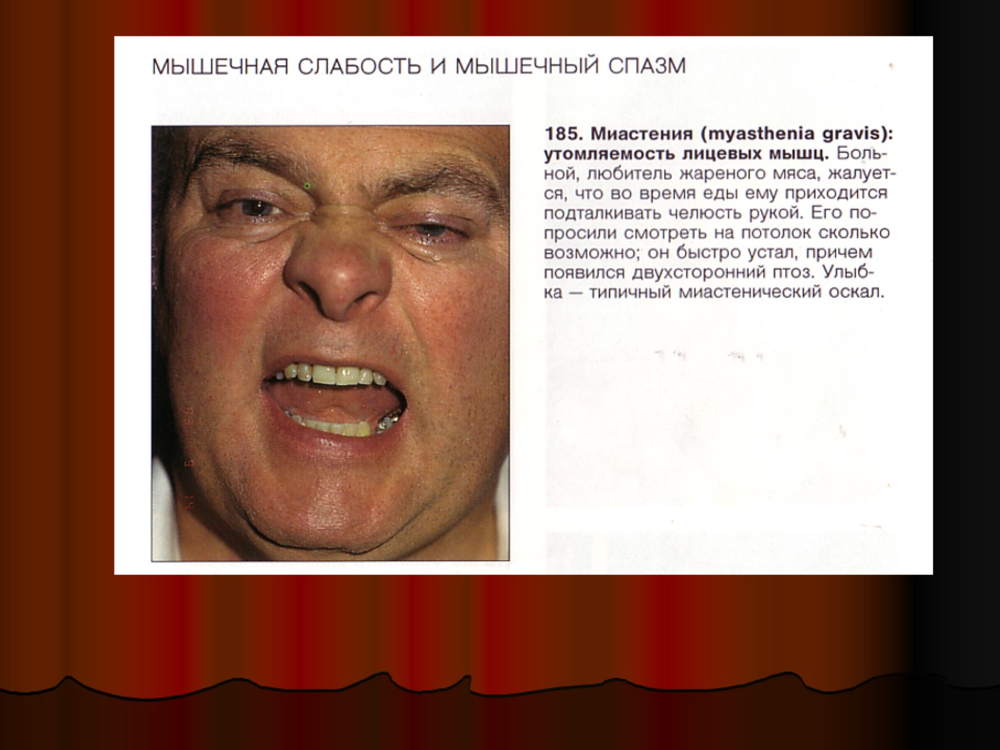 МЫШЕЧНАЯ СЛАБОСТЬ И МЫШЕЧНЫЙ СПАЗМ
185. Миастения (myasthenia gravis):
утомляемость лицевых мышц. Боль-
ной, любитель жареного мяса, жалует-
ся, что во время еды ему приходится
подталкивать челюсть рукой. Его по-
просили смотреть на потолок сколько
возможно; он быстро устал, причем
появился двухсторонний птоз. Улыб-
ка — типичный миастенический оскал.